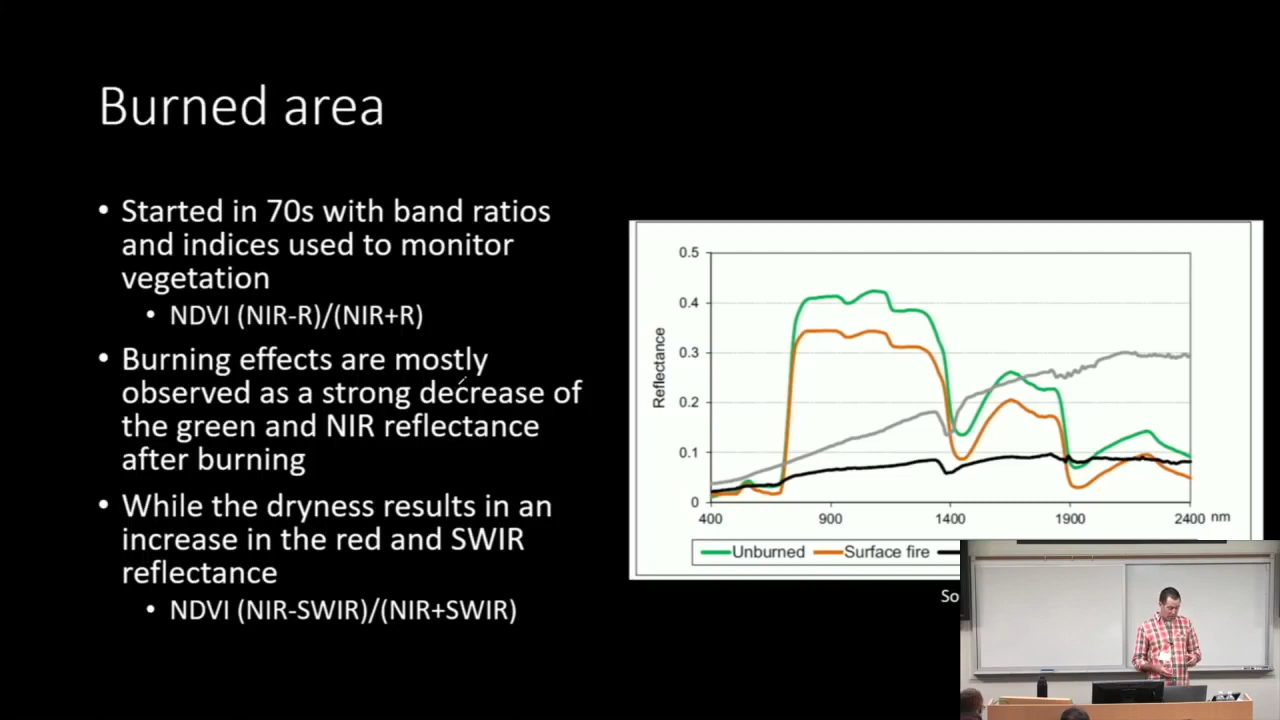 Burned area
• Started in 70s with band ratios
and indices used to monitor
vegetation
• NDVI (NIR-R)/(NIR+R)
• Burning effects are mostly
observed as a strong decrease of
the green and NIR reflectance
after burning
• While the dryness results in an
increase in the red and SWIR
reflectance
• NDVI (NIR-SWIR)/(NIR+SWIR)
Reflectance
0.5
0.4
0.3
0.2
0.1
0
400 900 1400 1900 2400 nm
Unburned Surface fire
So